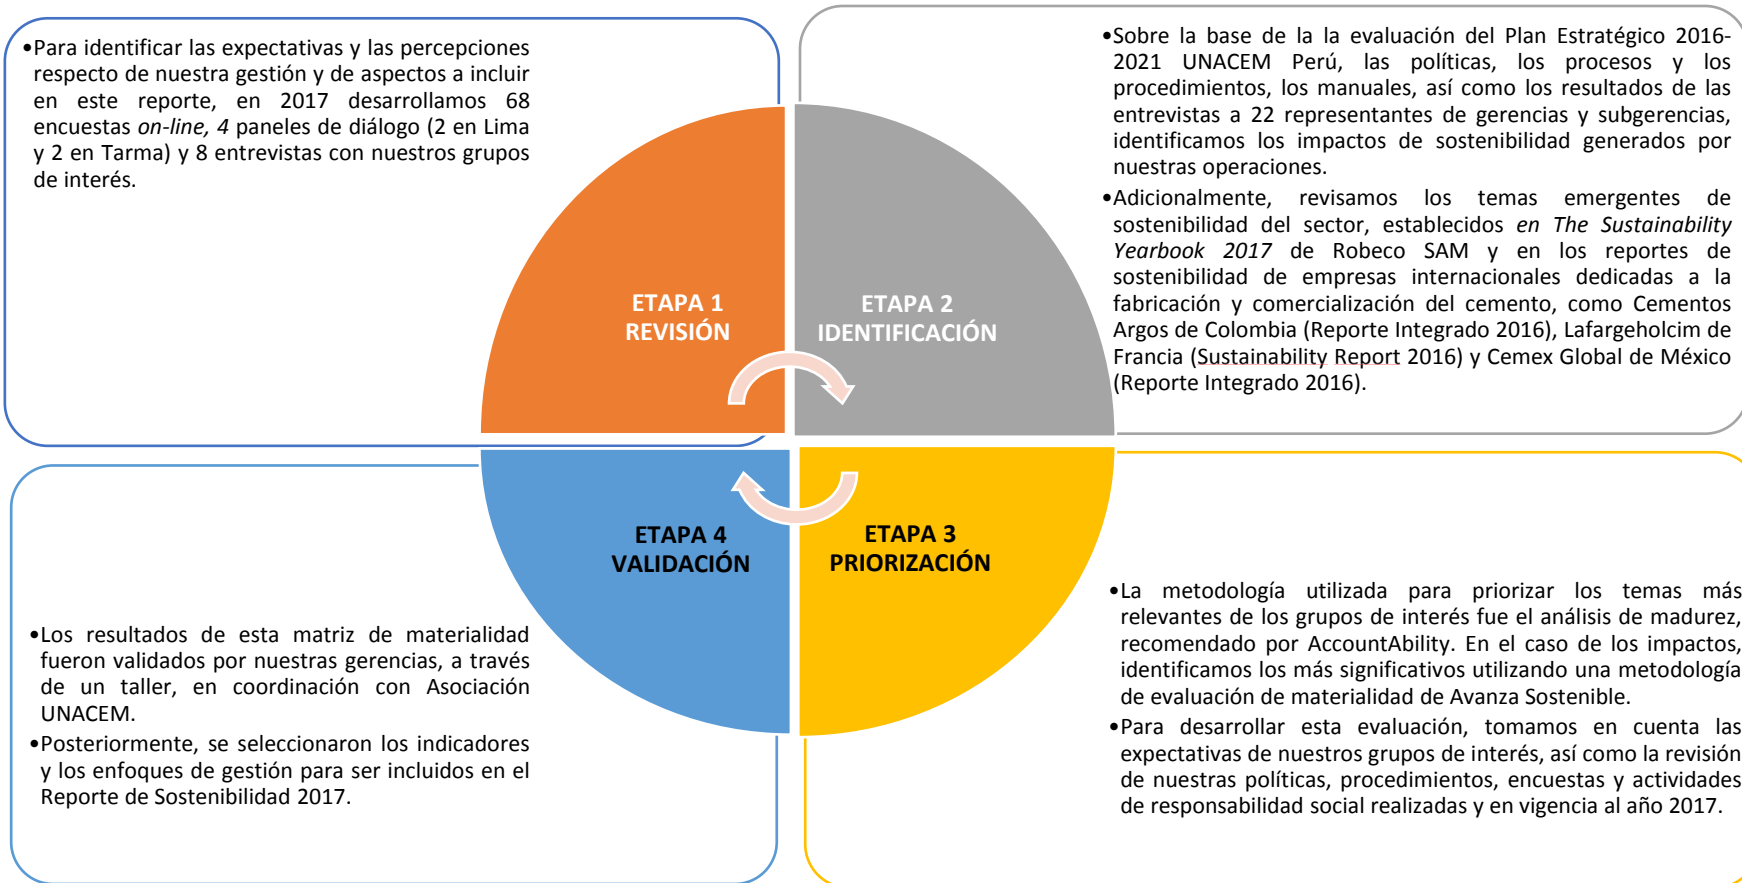 •Para identificar las expectativas y las percepciones
respecto de nuestra gestión y de aspectos a incluir
en este reporte, en 2017 desarrollamos 68
encuestas on-line, 4 paneles de diálogo (2 en Lima
y 2 en Tarma) y 8 entrevistas con nuestros grupos
de interés.
ETAPA 1
REVISIÓN
•Sobre la base de la la evaluación del Plan Estratégico 2016-
2021 UNACEM Perú, las políticas, los procesos y los
procedimientos, los manuales, así como los resultados de las
entrevistas a 22 representantes de gerencias y subgerencias,
identificamos los impactos de sostenibilidad generados por
nuestras operaciones.
•Adicionalmente, revisamos los temas emergentes de
sostenibilidad del sector, establecidos en The Sustainability
Yearbook 2017 de Robeco SAM y en los reportes de
sostenibilidad de empresas internacionales dedicadas a la
fabricación y comercialización del cemento, como Cementos
Argos de Colombia (Reporte Integrado 2016), Lafargeholcim de
Francia (Sustainability Report 2016) y Cemex Global de México
(Reporte Integrado 2016).
ETAPA 2
IDENTIFICACIÓN
ETAPA 3
PRIORIZACIÓN
•La metodología utilizada para priorizar los temas más
relevantes de los grupos de interés fue el análisis de madurez,
recomendado por AccountAbility. En el caso de los impactos,
identificamos los más significativos utilizando una metodología
de evaluación de materialidad de Avanza Sostenible.
•Para desarrollar esta evaluación, tomamos en cuenta las
expectativas de nuestros grupos de interés, así como la revisión
de nuestras políticas, procedimientos, encuestas y actividades
de responsabilidad social realizadas y en vigencia al año 2017.
ETAPA 4
VALIDACIÓN
•Los resultados de esta matriz de materialidad
fueron validados por nuestras gerencias, a través
de un taller, en coordinación con Asociación
UNACEM.
•Posteriormente, se seleccionaron los indicadores
y los enfoques de gestión para ser incluidos en el
Reporte de Sostenibilidad 2017.